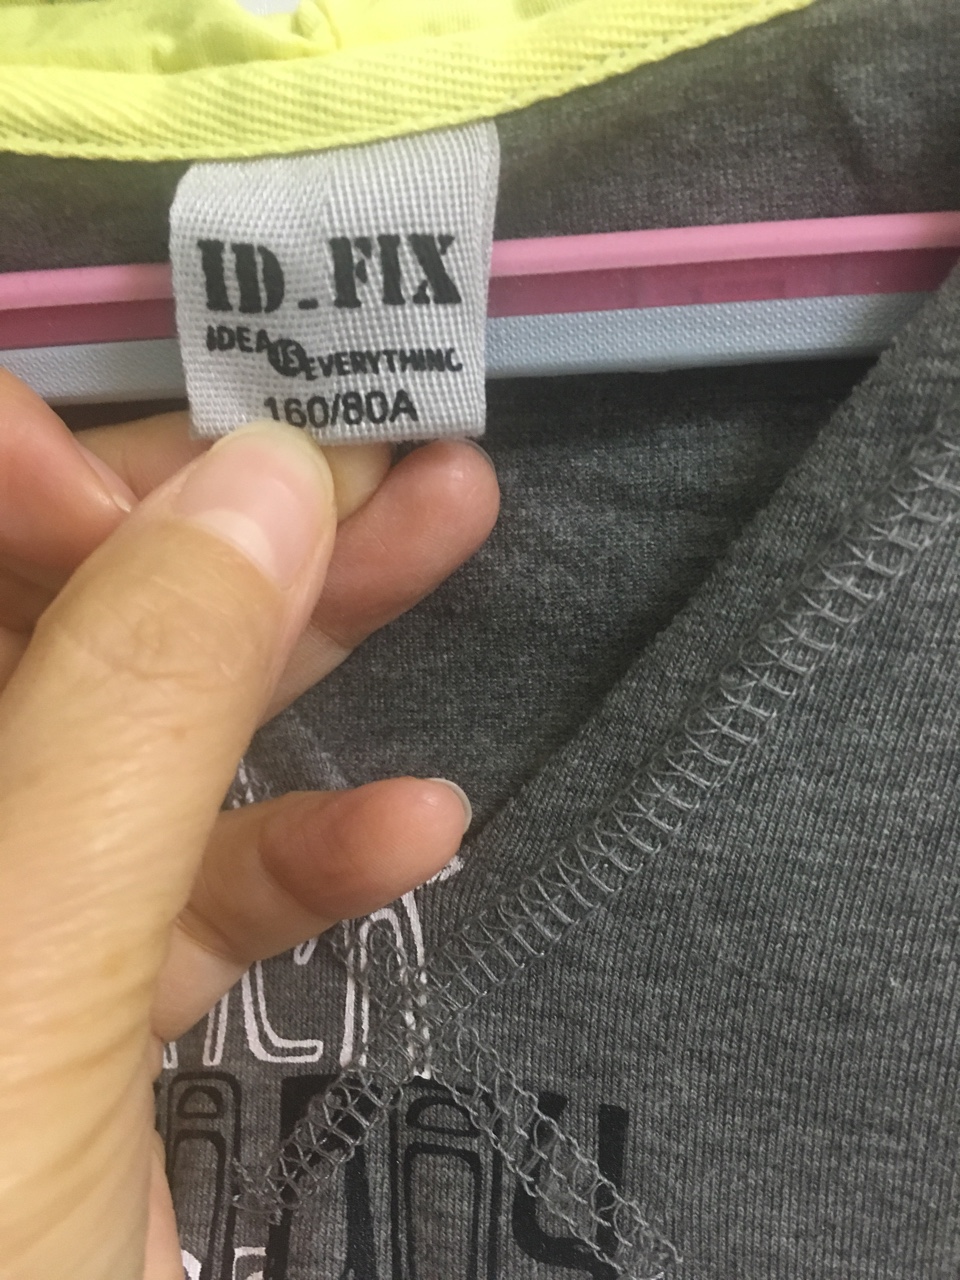 ID_FIX
IDEA IS EVERYTHING
160/80A